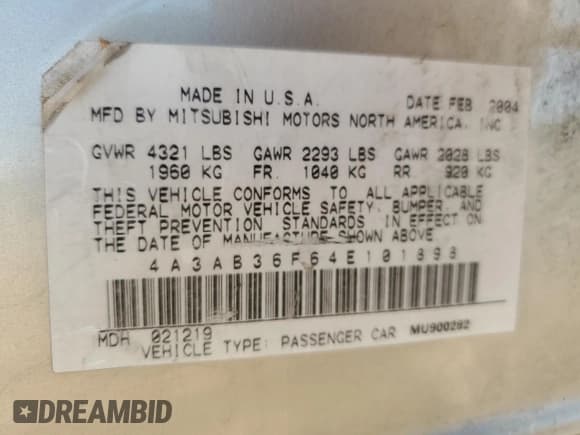 MADE IN U.S.A. DATE FEB 2004
MFD BY MITSUBISHI MOTORS NORTH AMERICA, INC
GVWR 4321 LBS GAWR 2293 LBS GAWR 2028 LBS
1960 KG FR. 1040 KG RR. 920 KG
THIS VEHICLE CONFORMS TO ALL APPLICABLE
FEDERAL MOTOR VEHICLE SAFETY, BUMPER, AND
THEFT PREVENTION STANDARDS IN EFFECT ON
THE DATE OF MANUFACTURE SHOWN ABOVE.
4A3AB36F64E101898
MDH 021219
VEHICLE TYPE: PASSENGER CAR MU900282
DREAMBID